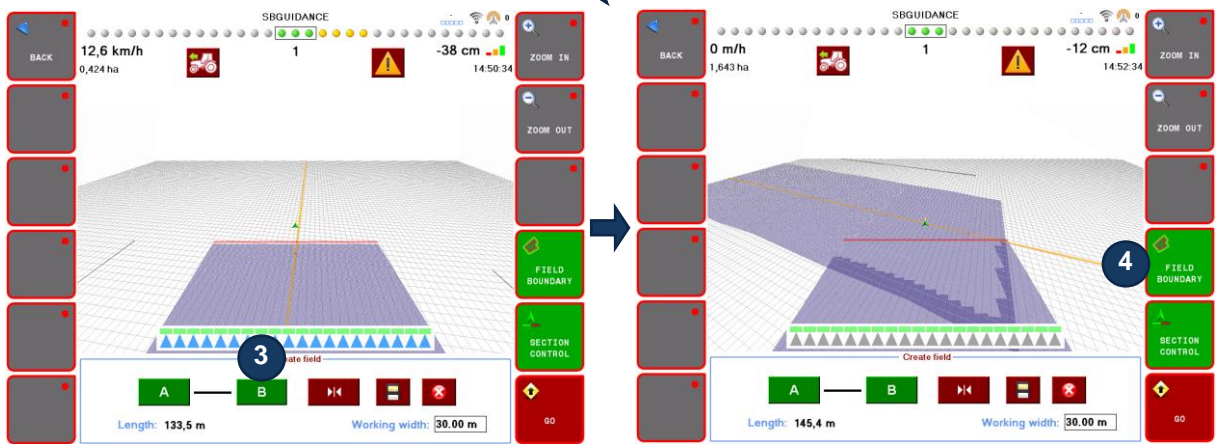 SBGUIDANCE
0
BACK
12,6 km/h
1
-38 cm
0,424 ha
14:50:34
ZOOM IN
ZOOM OUT
FIELD
BOUNDARY
SECTION
CONTROL
3
ate field
A
B
GO
Length: 133,5 m
Working width: 30.00 m
SBGUIDANCE
0
BACK
0 m/h
1
-12 cm
1,643 ha
14:52:34
ZOOM IN
ZOOM OUT
4
FIELD
BOUNDARY
SECTION
CONTROL
Create field
A
B
GO
Length: 145,4 m
Working width: 30.00 m